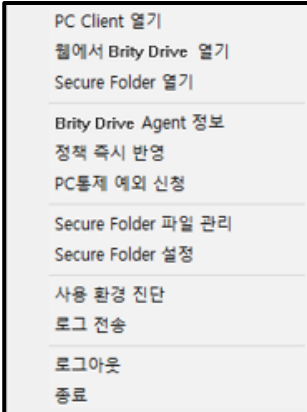 PC Client 열기
웹에서 Brity Drive 열기
Secure Folder 열기
Brity Drive Agent 정보
정책 즉시 반영
PC통제 예외 신청
Secure Folder 파일 관리
Secure Folder 설정
사용 환경 진단
로그 전송
로그아웃
종료